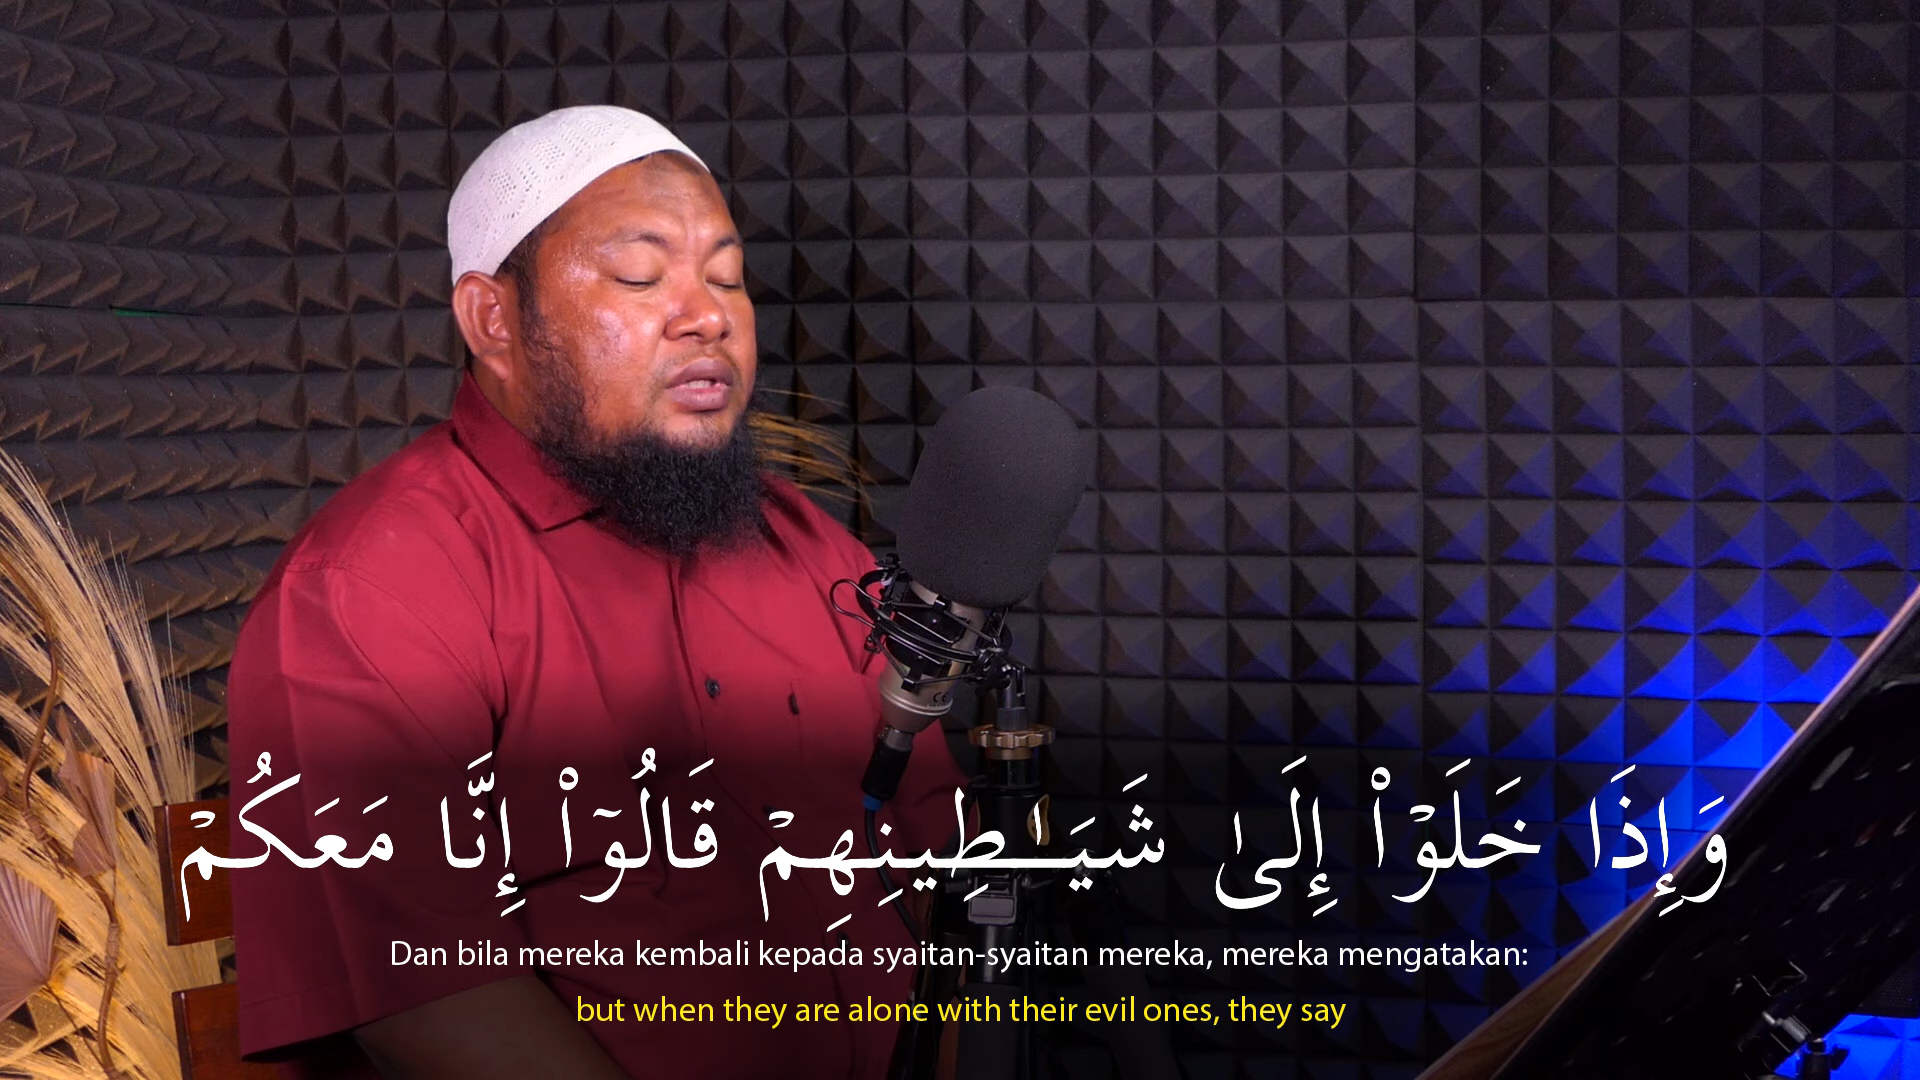 وَإِذَا خَلَوْا۟ إِلَىٰ شَيَـٰطِينِهِمْ قَالُوٓا۟ إِنَّا مَعَكُمْ
Dan bila mereka kembali kepada syaitan-syaitan mereka, mereka mengatakan:
but when they are alone with their evil ones, they say